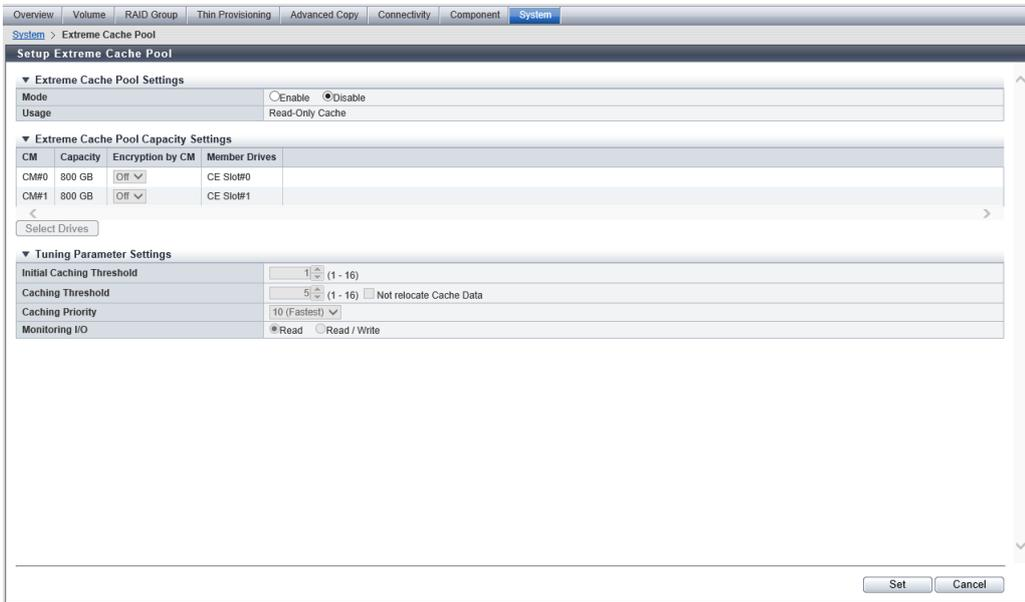 Overview Volume RAID Group Thin Provisioning Advanced Copy Connectivity Component System
System > Extreme Cache Pool
Setup Extreme Cache Pool
▼ Extreme Cache Pool Settings
Mode Enable Disable
Usage Read-Only Cache
▼ Extreme Cache Pool Capacity Settings
CM Capacity Encryption by CM Member Drives
CM#0 800 GB Off CE Slot#0
CM#1 800 GB Off CE Slot#1
Select Drives
▼ Tuning Parameter Settings
Initial Caching Threshold 1 (1 - 16)
Caching Threshold 5 (1 - 16) Not relocate Cache Data
Caching Priority 10 (Fastest)
Monitoring I/O Read Read / Write
Set Cancel